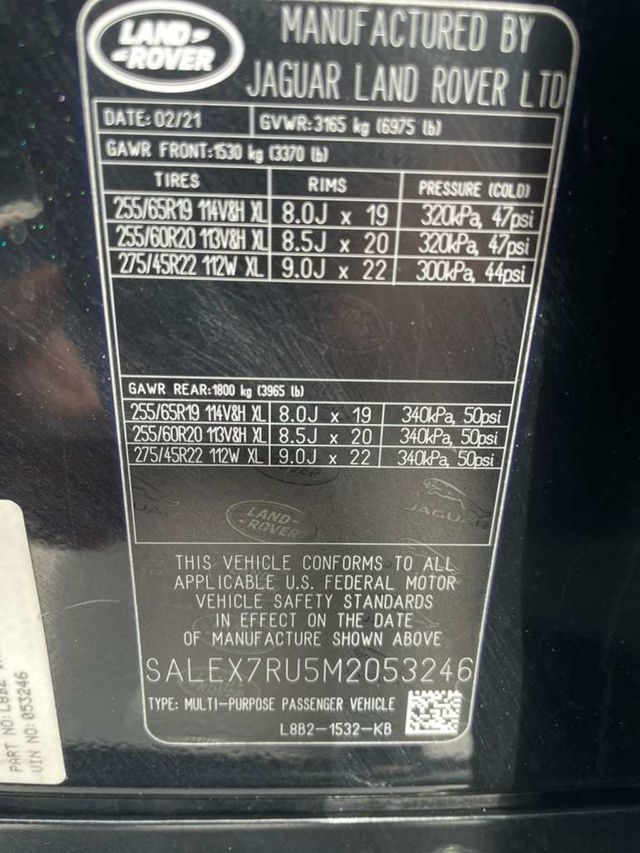 LAND-
-ROVER
MANUFACTURED BY
JAGUAR LAND ROVER LTD
DATE: 02/21 GVWR:3165 kg (6975 lb)
GAWR FRONT:1530 kg (3370 lb)
TIRES RIMS PRESSURE (COLD)
255/65R19 114V&H XL 8.0J x 19 320kPa, 47psi
255/60R20 113V&H XL 8.5J x 20 320kPa, 47psi
275/45R22 112W XL 9.0J x 22 300kPa, 44psi
GAWR REAR:1800 kg (3965 lb)
255/65R19 114V&H XL 8.0J x 19 340kPa, 50psi
255/60R20 113V&H XL 8.5J x 20 340kPa, 50psi
275/45R22 112W XL 9.0J x 22 340kPa, 50psi
LAND-
-ROVER
JAGUAR
THIS VEHICLE CONFORMS TO ALL
APPLICABLE U.S. FEDERAL MOTOR
VEHICLE SAFETY STANDARDS
IN EFFECT ON THE DATE
OF MANUFACTURE SHOWN ABOVE
SALEX7RU5M2053246
TYPE: MULTI-PURPOSE PASSENGER VEHICLE
L8B2-1532-KB
PART NO: L8B2
VIN NO: 053246